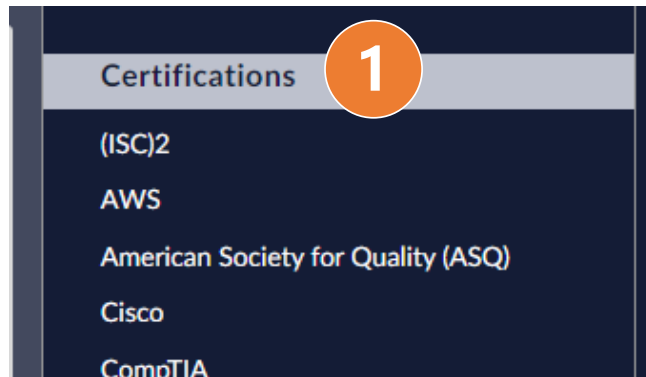 Certifications 1
(ISC)2
AWS
American Society for Quality (ASQ)
Cisco
CompTIA